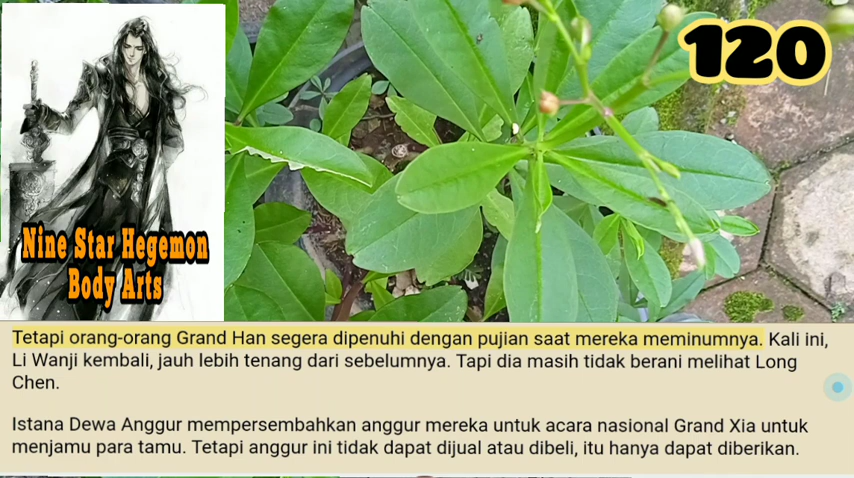 120
Nine Star Hegemon
Body Arts
Tetapi orang-orang Grand Han segera dipenuhi dengan pujian saat mereka meminumnya. Kali ini,
Li Wanji kembali, jauh lebih tenang dari sebelumnya. Tapi dia masih tidak berani melihat Long
Chen.
Istana Dewa Anggur mempersembahkan anggur mereka untuk acara nasional Grand Xia untuk
menjamu para tamu. Tetapi anggur ini tidak dapat dijual atau dibeli, itu hanya dapat diberikan.